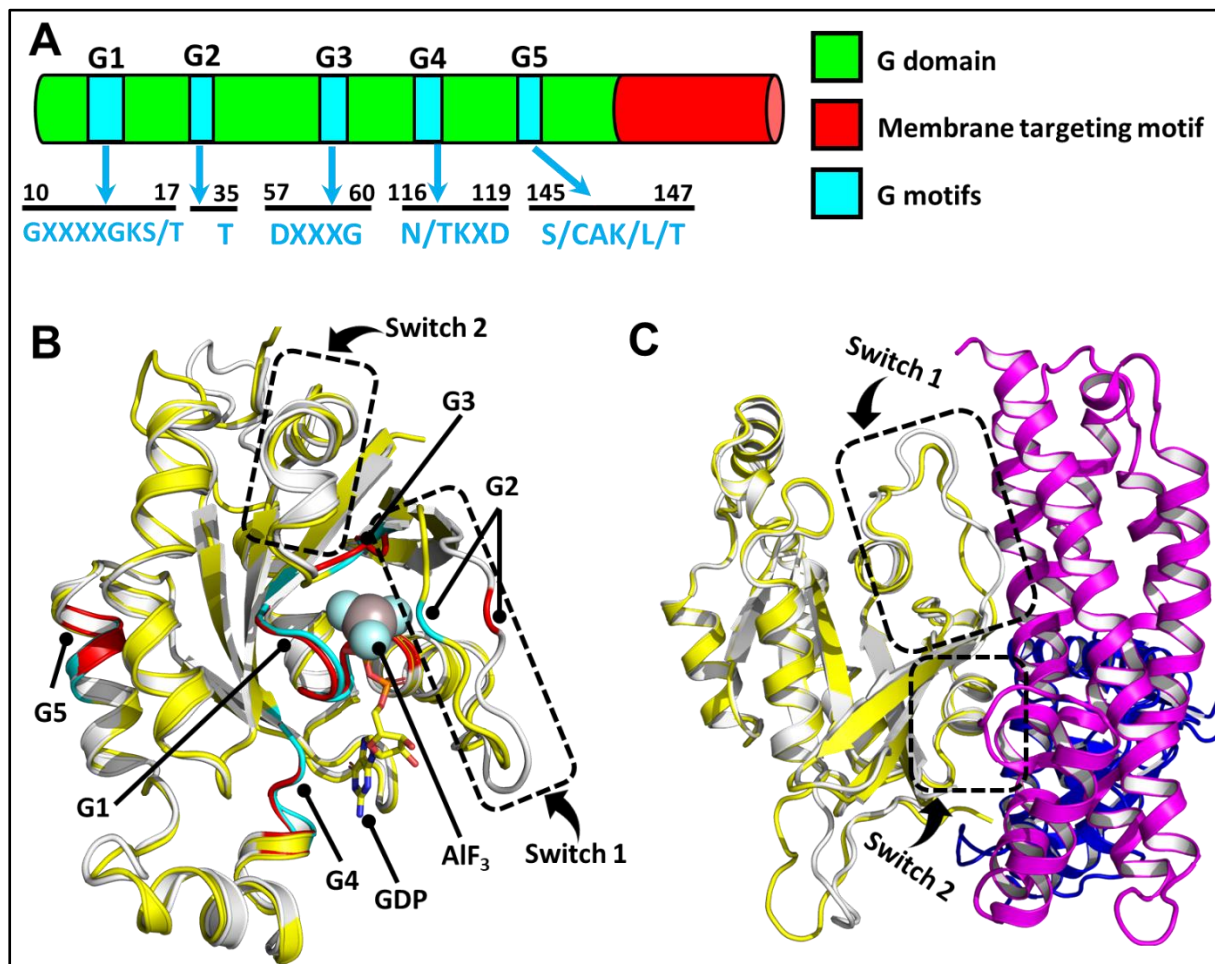 A
G1 G2 G3 G4 G5
G domain
Membrane targeting motif
G motifs
10 17 35 57 60 116 119 145 147
GXXXXGKS/T T DXXXG N/TKXD S/CAK/L/T
B
Switch 2
G3
G2
G5
G1
G4
GDP
AlF₃
Switch 1
C
Switch 1
Switch 2